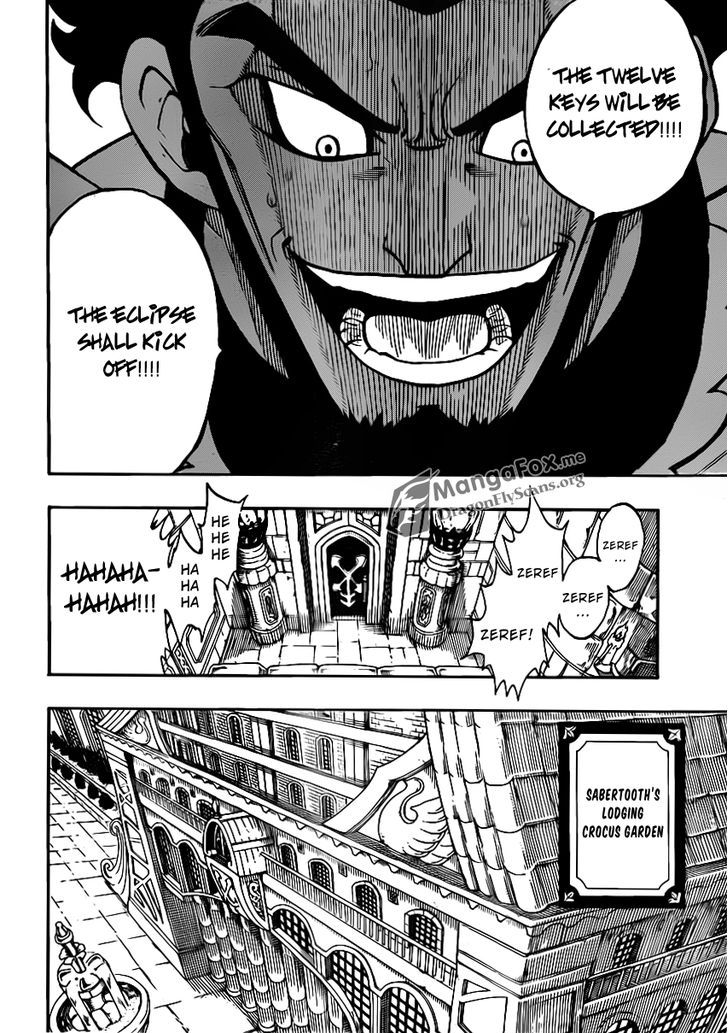 THE TWELVE
KEYS WILL BE
COLLECTED!!!!
THE ECLIPSE
SHALL KICK
OFF!!!!
MangaFox.me
DragonFlyScans.org
ZEREF
...
ZEREF
...
ZEREF
...
ZEREF!
HE
HE
HE
HA
HA
HA
HAHAHA-
HAHAH!!!
SABERTOOTH'S
LODGING
CROCUS GARDEN